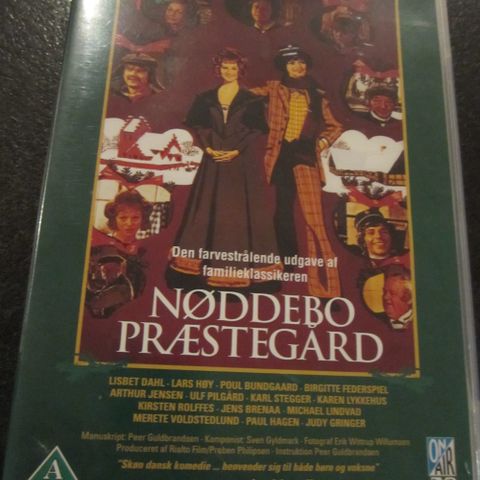 Den farvestrålende udgave af
familieklassikeren
NØDDEBO
PRÆSTEGÅRD
LISBET DAHL · LARS HØY · POUL BUNDGAARD · BIRGITTE FEDERSPIEL
ARTHUR JENSEN · ULF PILGÅRD · KARL STEGGER · KAREN LYKKEHUS
KIRSTEN ROLFFES · JENS BRENAA · MICHAEL LINDVAD
MERETE VOLDSTEDLUND · PAUL HAGEN · JUDY GRINGER
Manuskript: Peer Guldbrandsen · Komponist Sven Gyldmark · Fotograf Erik Wittrup Willumsen
Produceret af Rialto Film/Preben Philipsen · Instruktion Peer Guldbrandsen
"Skøn dansk komedie ... henvender sig til både børn og voksne"
A
ON
AIR